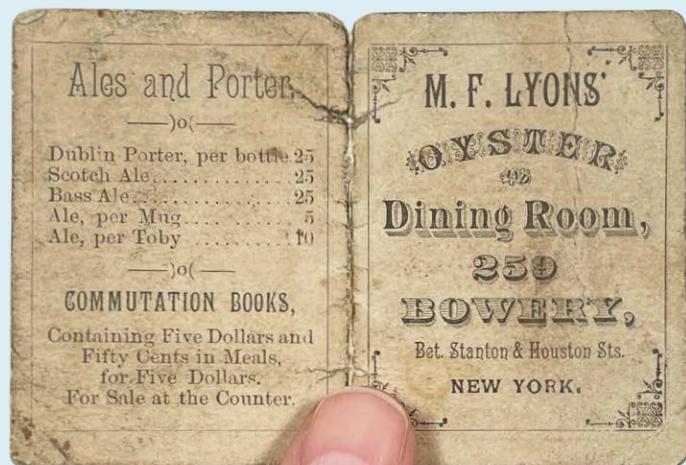 Ales and Porter.
Dublin Porter, per bottle 25
Scotch Ale............ 25
Bass Ale.............. 25
Ale, per Mug.......... 5
Ale, per Toby ........ 10
COMMUTATION BOOKS,
Containing Five Dollars and
Fifty Cents in Meals,
for Five Dollars.
For Sale at the Counter.
M. F. LYONS'
OYSTER
AND
Dining Room,
259
BOWERY,
Bet. Stanton & Houston Sts.
NEW YORK.